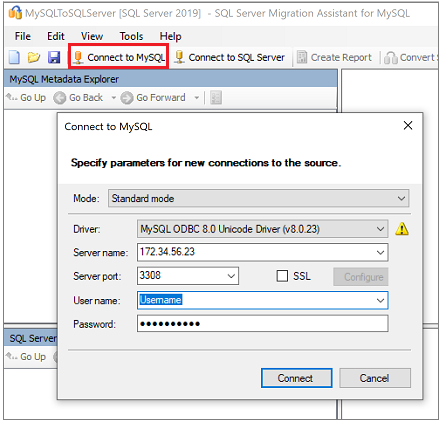 MySQLToSQLServer [SQL Server 2019] - SQL Server Migration Assistant for MySQL
File Edit View Tools Help
Connect to MySQL Connect to SQL Server Create Report Convert S
MySQL Metadata Explorer
Go Up Go Back Go Forward
Connect to MySQL
Specify parameters for new connections to the source.
Mode: Standard mode
Driver: MySQL ODBC 8.0 Unicode Driver (v8.0.23)
Server name: 172.34.56.23
Server port: 3308 SSL Configure
User name: Username
Password: ●●●●●●●●●●
SQL Server
Go Up
Connect Cancel